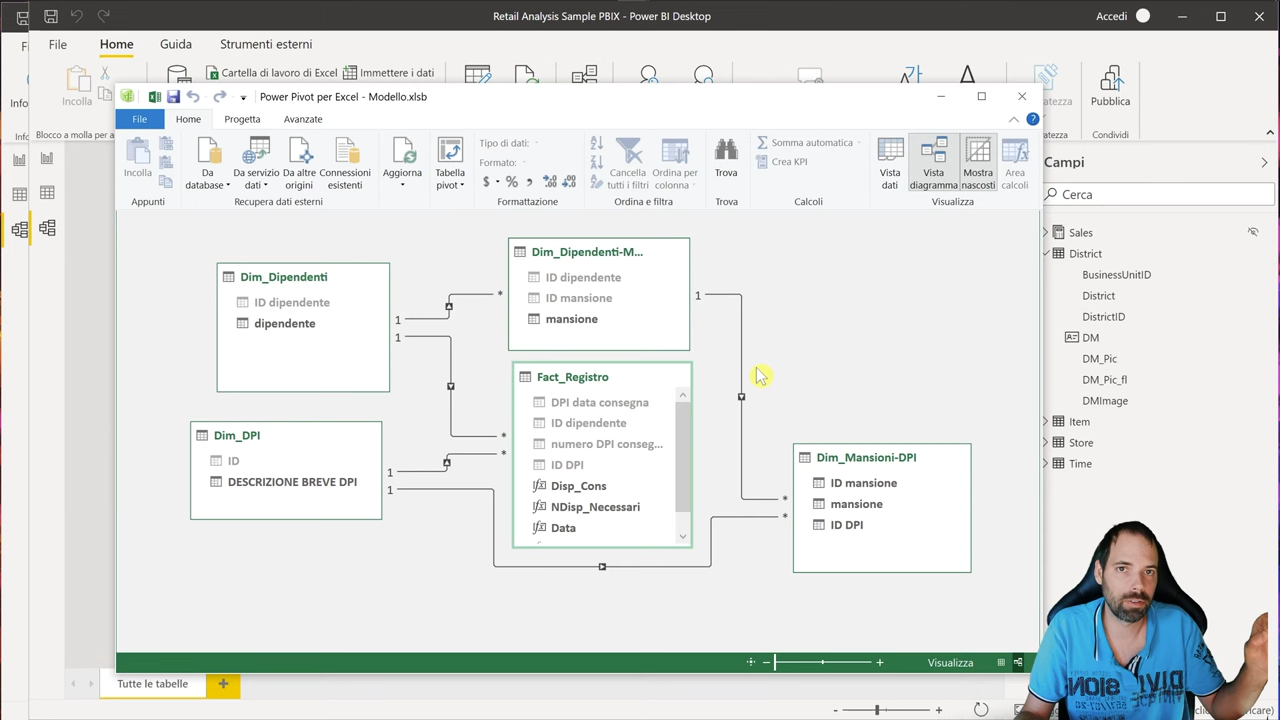 Retail Analysis Sample PBIX - Power BI Desktop
Accedi
File
Home
Guida
Strumenti esterni
Cartella di lavoro di Excel
Immettere i dati
Incolla
Pubblica
Blocco a molla per a
Condividi
Power Pivot per Excel - Modello.xlsb
File
Home
Progetta
Avanzate
Incolla
Da database
Da servizio dati
Da altre origini
Connessioni esistenti
Aggiorna
Tabella pivot
Tipo di dati:
Formato:
$ % ,
Cancella tutti i filtri
Ordina per colonna
Trova
Somma automatica
Crea KPI
Vista dati
Vista diagramma
Mostra nascosti
Area calcoli
Appunti
Recupera dati esterni
Formattazione
Ordina e filtra
Trova
Calcoli
Visualizza
Dim_Dipendenti
ID dipendente
dipendente
Dim_Dipendenti-M...
ID dipendente
ID mansione
mansione
1
1
*
1
Fact_Registro
DPI data consegna
ID dipendente
numero DPI conseg...
ID DPI
Disp_Cons
NDisp_Necessari
Data
*
*
Dim_DPI
ID
DESCRIZIONE BREVE DPI
1
1
Dim_Mansioni-DPI
ID mansione
mansione
ID DPI
*
*
Visualizza
Campi
Cerca
Sales
District
BusinessUnitID
District
DistrictID
DM
DM_Pic
DM_Pic_fl
DMImage
Item
Store
Time
Tutte le tabelle